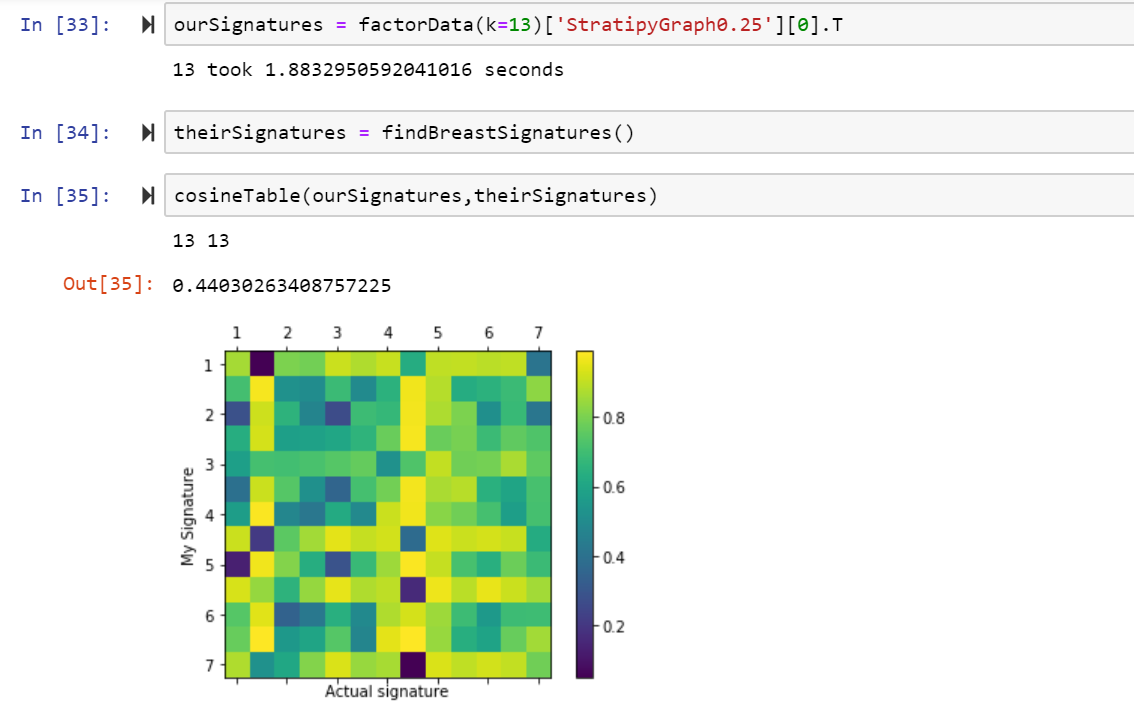 In [33]: ourSignatures = factorData(k=13)['StratipyGraph0.25'][0].T
13 took 1.8832950592041016 seconds
In [34]: theirSignatures = findBreastSignatures()
In [35]: cosineTable(ourSignatures,theirSignatures)
13 13
Out[35]: 0.44030263408757225
1 2 3 4 5 6 7
1
2
3
4
5
6
7
My Signature
Actual signature
0.8
0.6
0.4
0.2